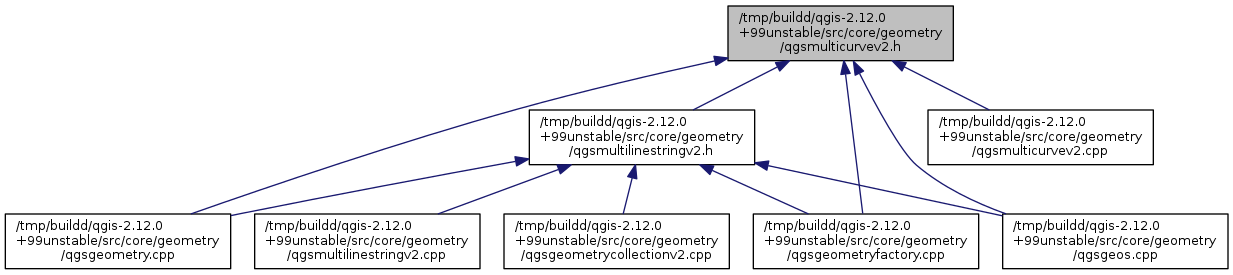 /tmp/buildd/qgis-2.12.0
+99unstable/src/core/geometry
/qgsmulticurvev2.h
/tmp/buildd/qgis-2.12.0
+99unstable/src/core/geometry
/qgsmultilinestringv2.h
/tmp/buildd/qgis-2.12.0
+99unstable/src/core/geometry
/qgsmulticurvev2.cpp
/tmp/buildd/qgis-2.12.0
+99unstable/src/core/geometry
/qgsgeometry.cpp
/tmp/buildd/qgis-2.12.0
+99unstable/src/core/geometry
/qgsmultilinestringv2.cpp
/tmp/buildd/qgis-2.12.0
+99unstable/src/core/geometry
/qgsgeometrycollectionv2.cpp
/tmp/buildd/qgis-2.12.0
+99unstable/src/core/geometry
/qgsgeometryfactory.cpp
/tmp/buildd/qgis-2.12.0
+99unstable/src/core/geometry
/qgsgeos.cpp